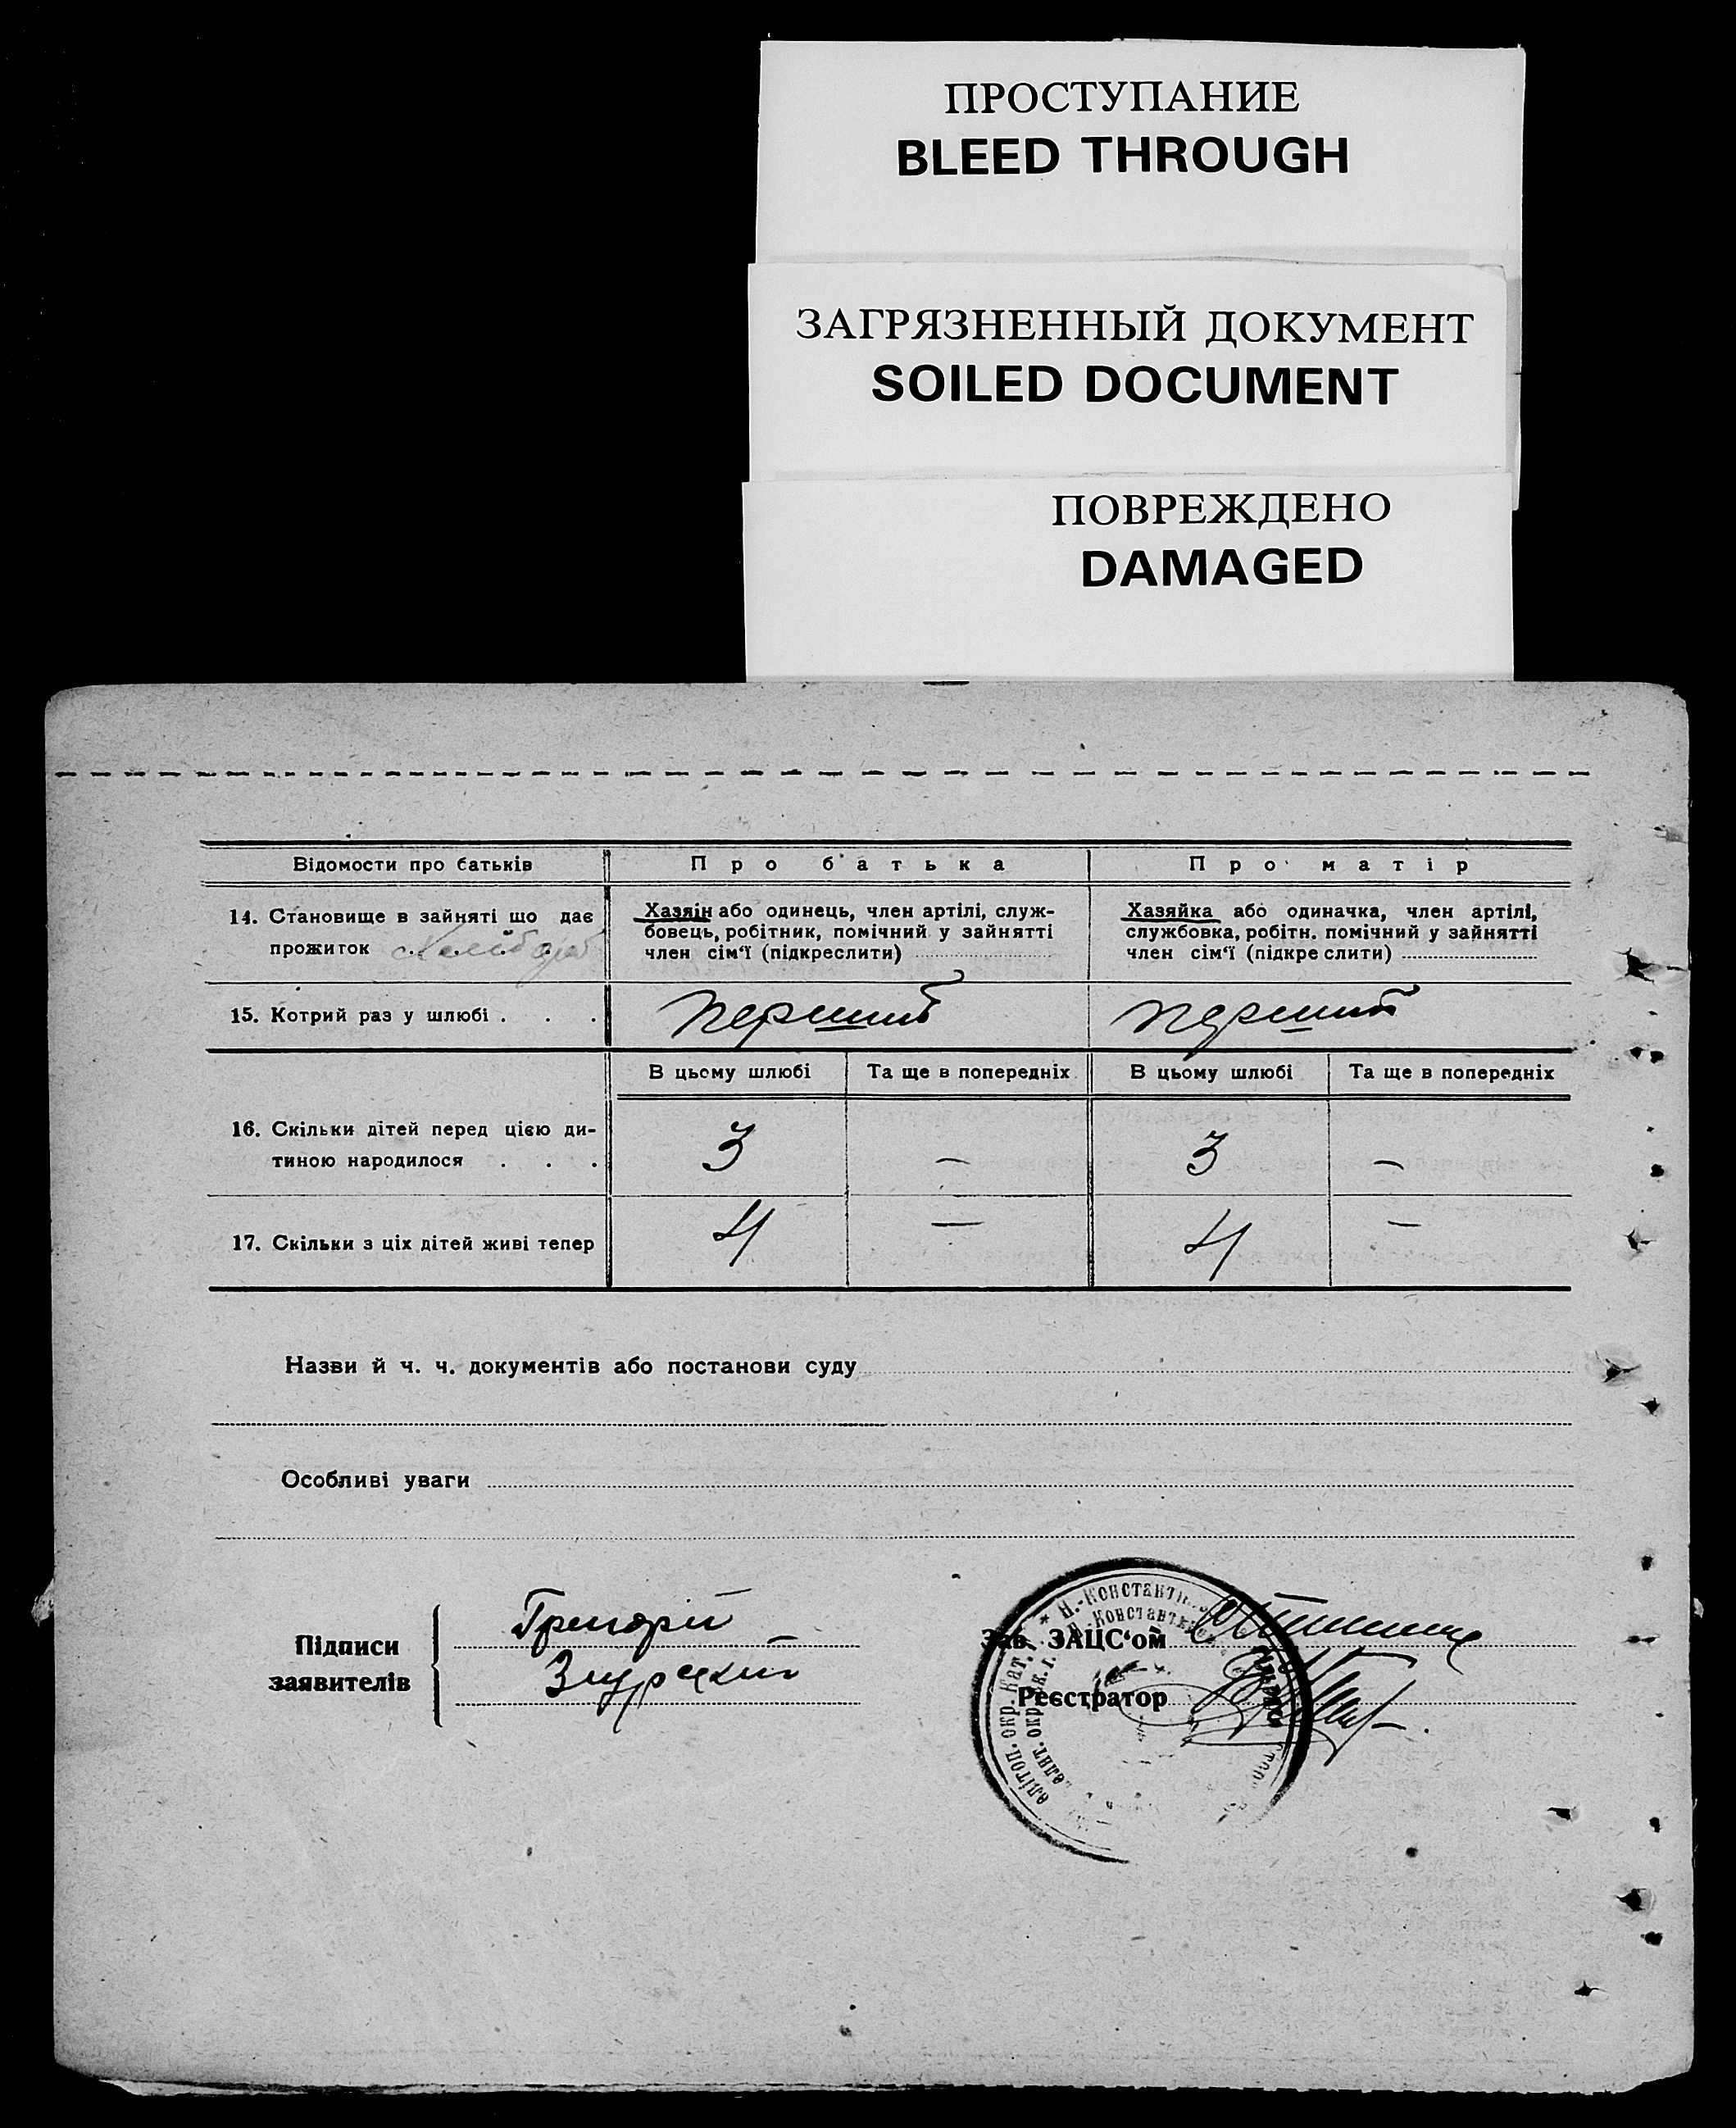 ПРОСТУПАНИЕ
BLEED THROUGH
ЗАГРЯЗНЕННЫЙ ДОКУМЕНТ
SOILED DOCUMENT
ПОВРЕЖДЕНО
DAMAGED
Відомости про батьків
Про батька
Про матір
14. Становище в зайняті що дає
прожиток
Хазяїн або одинець, член артілі, служ-
бовець, робітник, помічний у зайнятті
член сім'ї (підкреслити)
Хазяйка або одиначка, член артілі,
службовка, робітн. помічний у зайнятті
член сім'ї (підкреслити)
15. Котрий раз у шлюбі . . .
перший
перший
В цьому шлюбі
Та ще в попередніх
В цьому шлюбі
Та ще в попередніх
16. Скільки дітей перед цією ди-
тиною народилося . . .
3 — 3 —
17. Скільки з ціх дітей живі тепер
4 — 4 —
Назви й ч. ч. документів або постанови суду
Особливі уваги
Підписи
заявителів
Григорій
Зав. ЗАЦС'ом
Реєстратор